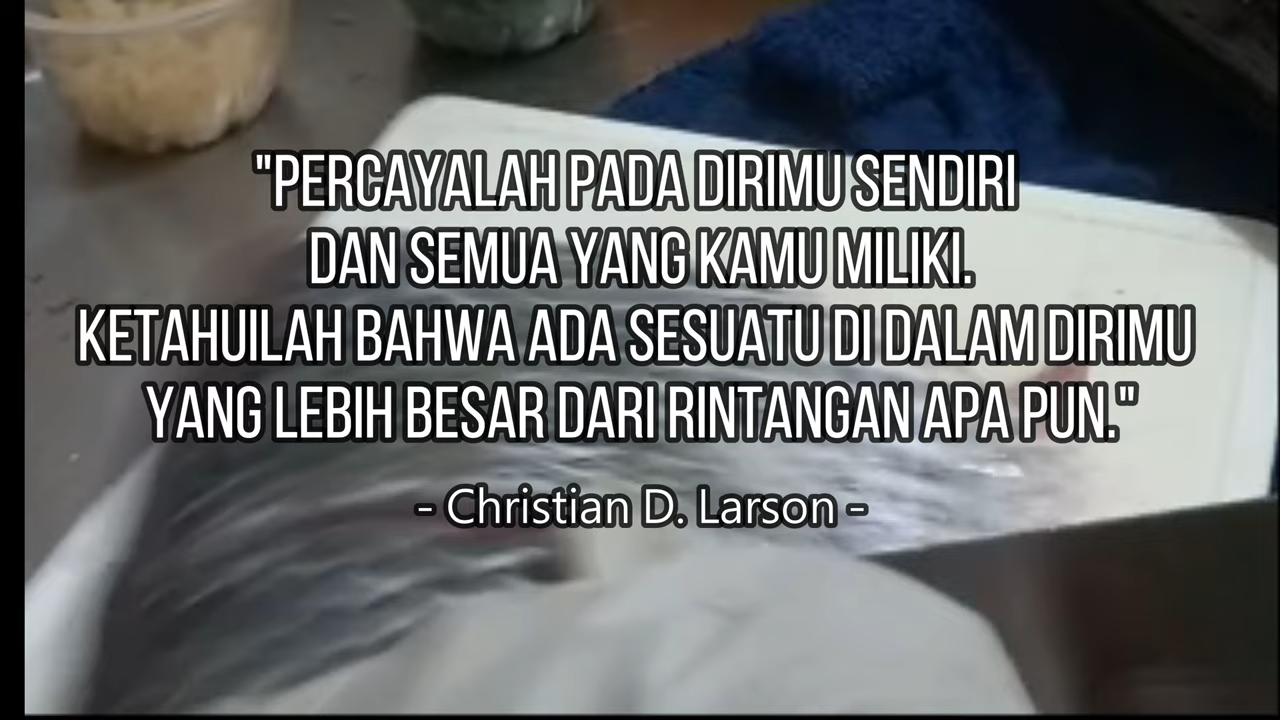 "PERCAYALAH PADA DIRIMU SENDIRI
DAN SEMUA YANG KAMU MILIKI.
KETAHUILAH BAHWA ADA SESUATU DI DALAM DIRIMU
YANG LEBIH BESAR DARI RINTANGAN APA PUN."
- Christian D. Larson -